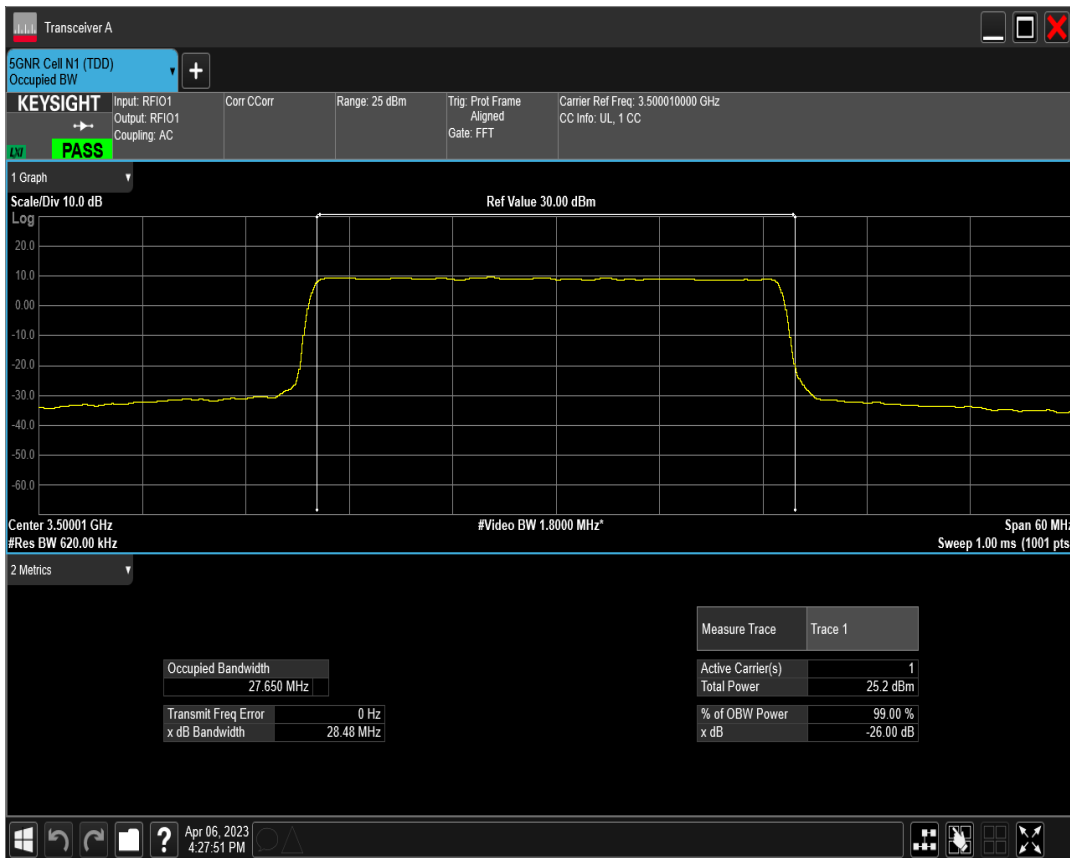 Transceiver A
5GNR Cell N1 (TDD)
Occupied BW
KEYSIGHT
LXI
PASS
Input: RFIO1
Output: RFIO1
Coupling: AC
Corr CCorr
Range: 25 dBm
Trig: Prot Frame
Aligned
Gate: FFT
Carrier Ref Freq: 3.500010000 GHz
CC Info: UL, 1 CC
1 Graph
Scale/Div 10.0 dB
Ref Value 30.00 dBm
Log
20.0
10.0
0.00
-10.0
-20.0
-30.0
-40.0
-50.0
-60.0
Center 3.50001 GHz
#Video BW 1.8000 MHz*
Span 60 MHz
#Res BW 620.00 kHz
Sweep 1.00 ms (1001 pts
2 Metrics
Measure Trace Trace 1
Occupied Bandwidth
27.650 MHz
Active Carrier(s) 1
Total Power 25.2 dBm
Transmit Freq Error 0 Hz
x dB Bandwidth 28.48 MHz
% of OBW Power 99.00 %
x dB -26.00 dB
?
Apr 06, 2023
4:27:51 PM